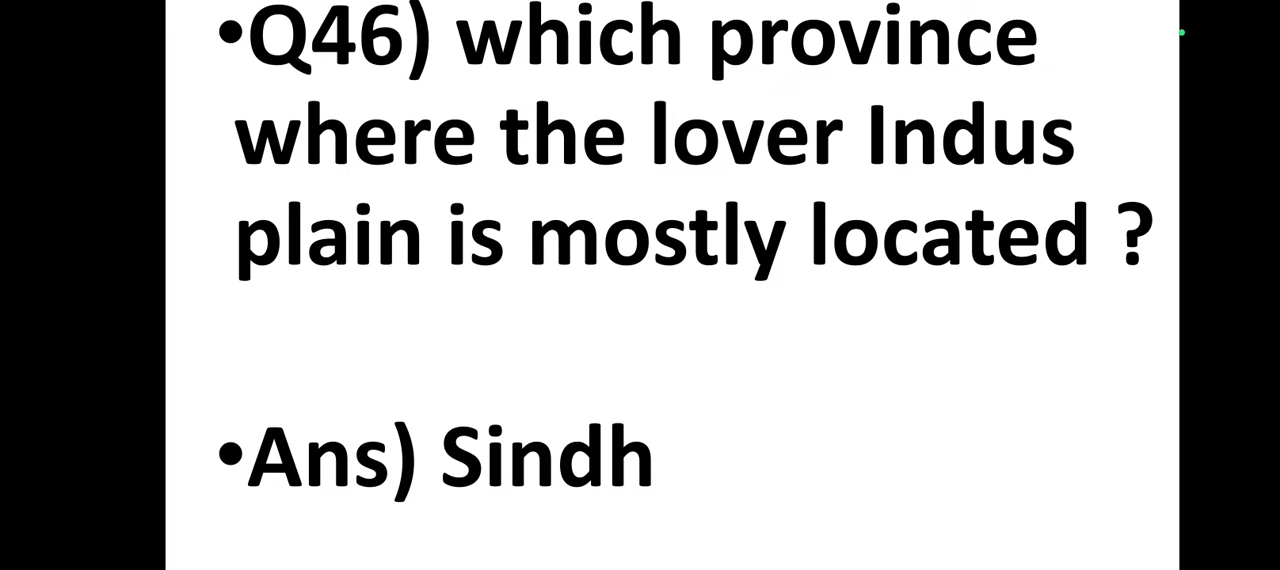 •Q46) which province
where the lover Indus
plain is mostly located ?
•Ans) Sindh